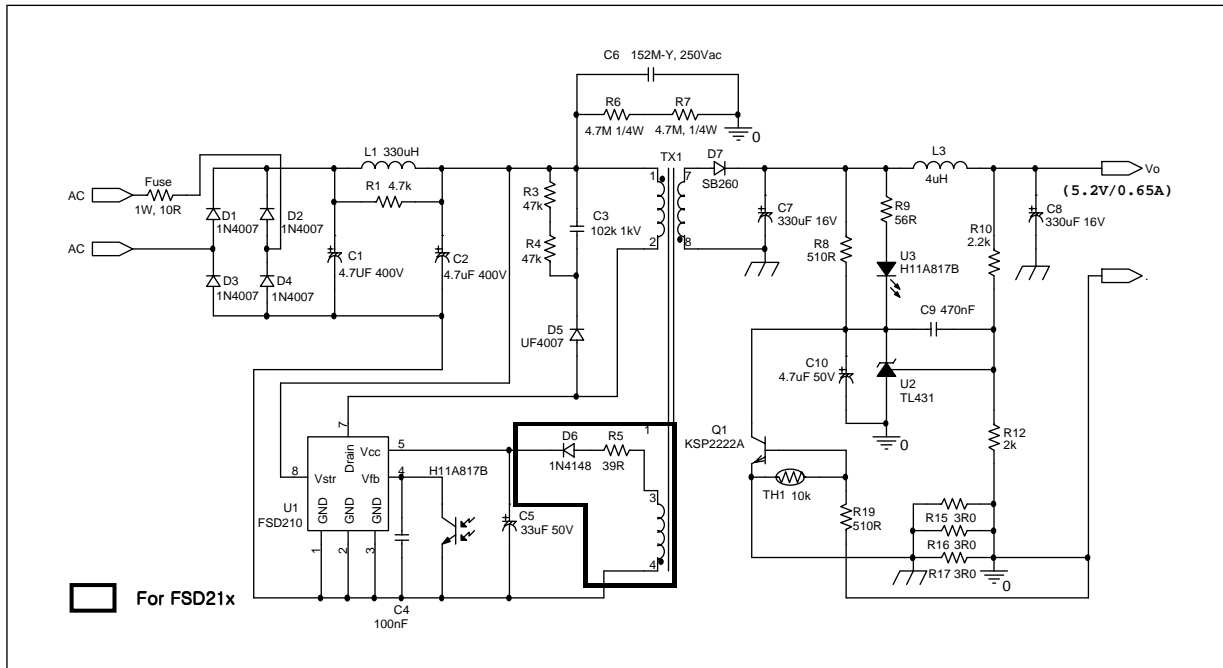 C6 152M-Y, 250Vac
R6
R7
4.7M 1/4W
4.7M, 1/4W
0
L1 330uH
TX1
D7
SB260
L3
4uH
Vo
(5.2V/0.65A)
AC
Fuse
1W, 10R
R1 4.7k
R3
47k
1
7
C7
330uF 16V
R9
56R
C8
330uF 16V
D1
1N4007
D2
1N4007
C3
102k 1kV
R10
2.2k
AC
R4
47k
2
8
R8
510R
U3
H11A817B
C1
4.7UF 400V
C2
4.7uF 400V
D3
1N4007
D4
1N4007
.
C9 470nF
D5
UF4007
C10
4.7uF 50V
U2
TL431
0
7
1
Q1
KSP2222A
R12
2k
Drain
Vcc
5
D6
1N4148
R5
39R
8
Vstr
Vfb
4
H11A817B
TH1 10k
3
U1
FSD210
GND
GND
GND
C5
33uF 50V
R19
510R
R15 3R0
R16 3R0
R17 3R0
0
1
2
3
4
For FSD21x
C4
100nF